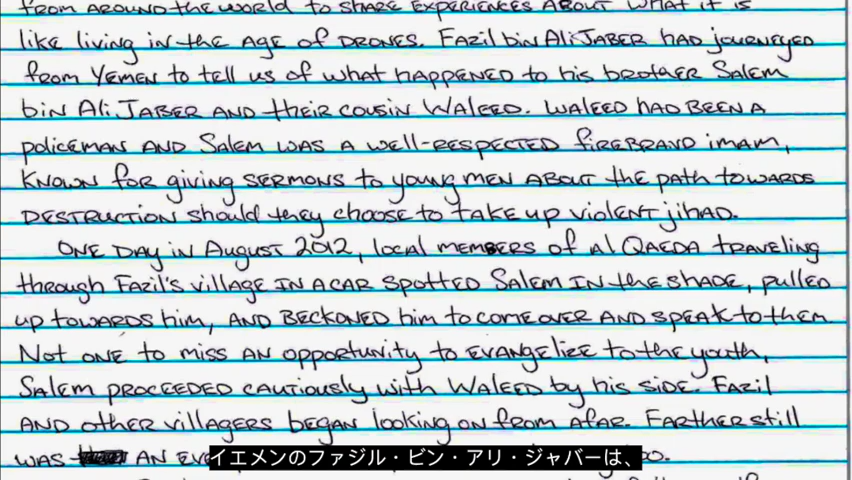 from AROUND the WORLD to SHARE EXPERIENCES ABOUT WHAT it is
like living in the AGE of DRONES. FAZIL bin Ali JABER HAD journeyed
from YEMEN to tell us of what happened to his brother SALEM
bin Ali JABER AND their cousin WALEED. WALEED HAD BEEN A
policeman AND SALEM WAS A well-respected firebrand imam,
KNOWN for giving SERMONS to young men ABOUT the path towards
DESTRUCTION should they choose to take up violent jihad.
ONE DAY in August 2012, local members of al QAEDA traveling
through FAZIL's village IN A CAR spotted SALEM IN the SHADE, pulled
up towards him, AND BECKONED him to come over AND SPEAK to them
Not one to miss AN opportunity to EVANGELIZE to the youth,
SALEM proceeded cautiously with WALEED by his side. FAZIL
AND other villagers began looking on from afar. FARTHER still
WAS AN
イエメンのファジル・ビン・アリ・ジャバーは、